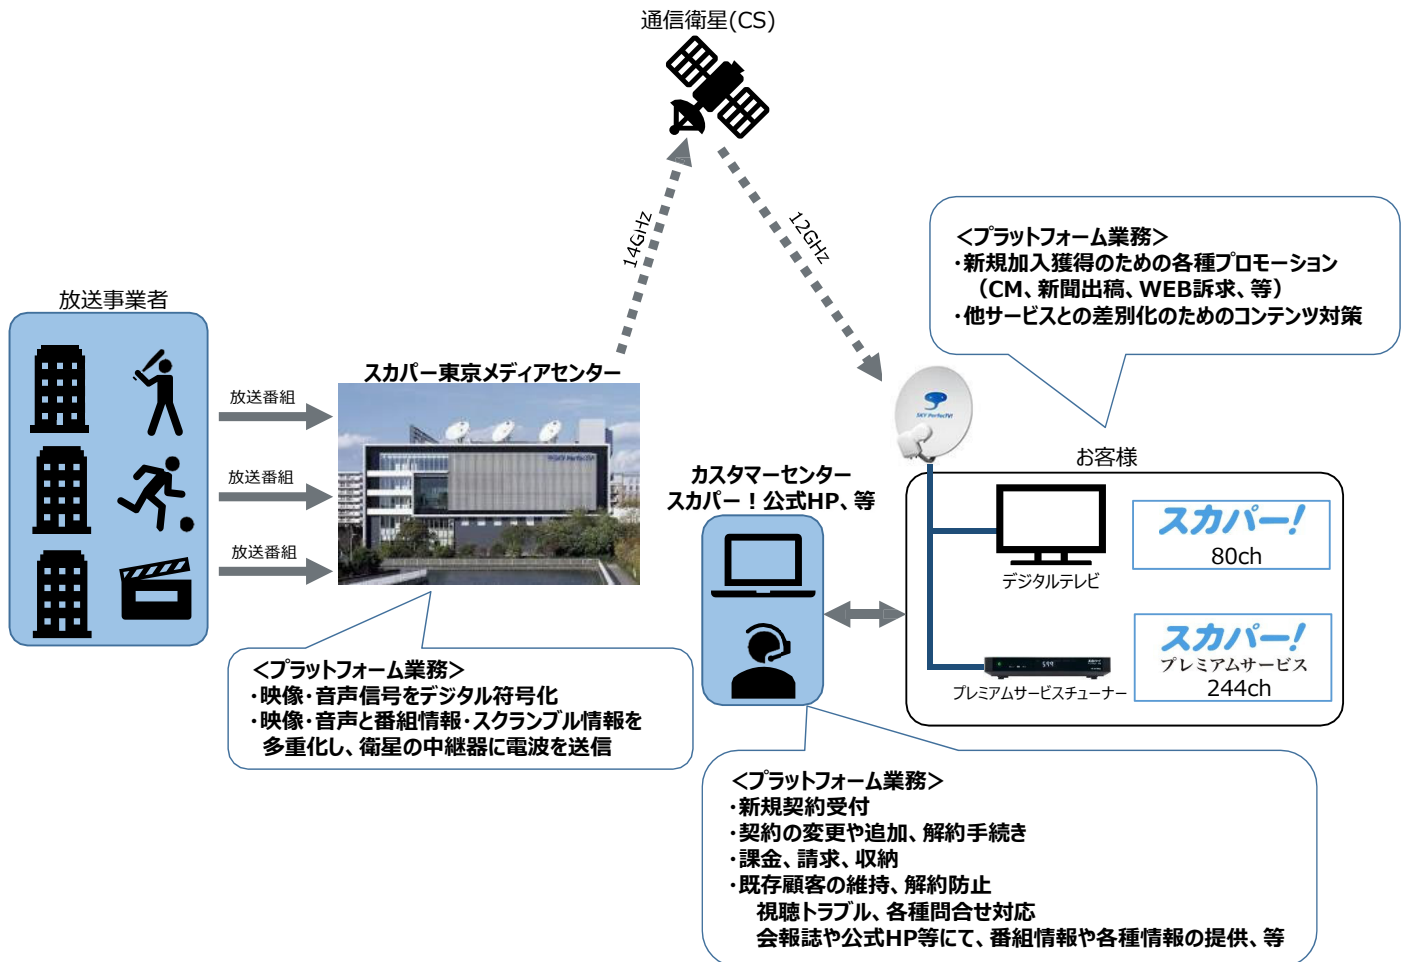 通信衛星(CS)
14GHz
12GHz
<プラットフォーム業務>
・新規加入獲得のための各種プロモーション
(CM、新聞出稿、WEB訴求、等)
・他サービスとの差別化のためのコンテンツ対策
放送事業者
放送番組
放送番組
放送番組
スカパー東京メディアセンター
SKY PerfecTV!
SKY PerfecTV!
カスタマーセンター
スカパー!公式HP、等
お客様
デジタルテレビ
スカパー!
80ch
プレミアムサービスチューナー
スカパー!
プレミアムサービス
244ch
<プラットフォーム業務>
・映像・音声信号をデジタル符号化
・映像・音声と番組情報・スクランブル情報を
多重化し、衛星の中継器に電波を送信
<プラットフォーム業務>
・新規契約受付
・契約の変更や追加、解約手続き
・課金、請求、収納
・既存顧客の維持、解約防止
視聴トラブル、各種問合せ対応
会報誌や公式HP等にて、番組情報や各種情報の提供、等